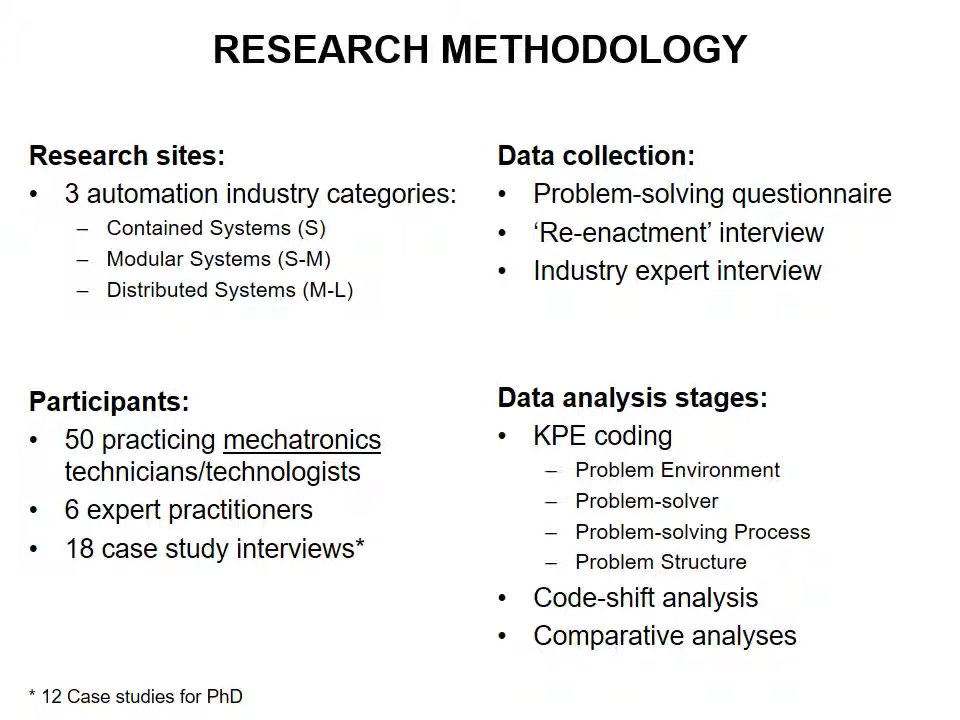 RESEARCH METHODOLOGY
Research sites:
• 3 automation industry categories:
– Contained Systems (S)
– Modular Systems (S-M)
– Distributed Systems (M-L)
Participants:
• 50 practicing mechatronics
technicians/technologists
• 6 expert practitioners
• 18 case study interviews*
* 12 Case studies for PhD
Data collection:
• Problem-solving questionnaire
• ‘Re-enactment’ interview
• Industry expert interview
Data analysis stages:
• KPE coding
– Problem Environment
– Problem-solver
– Problem-solving Process
– Problem Structure
• Code-shift analysis
• Comparative analyses